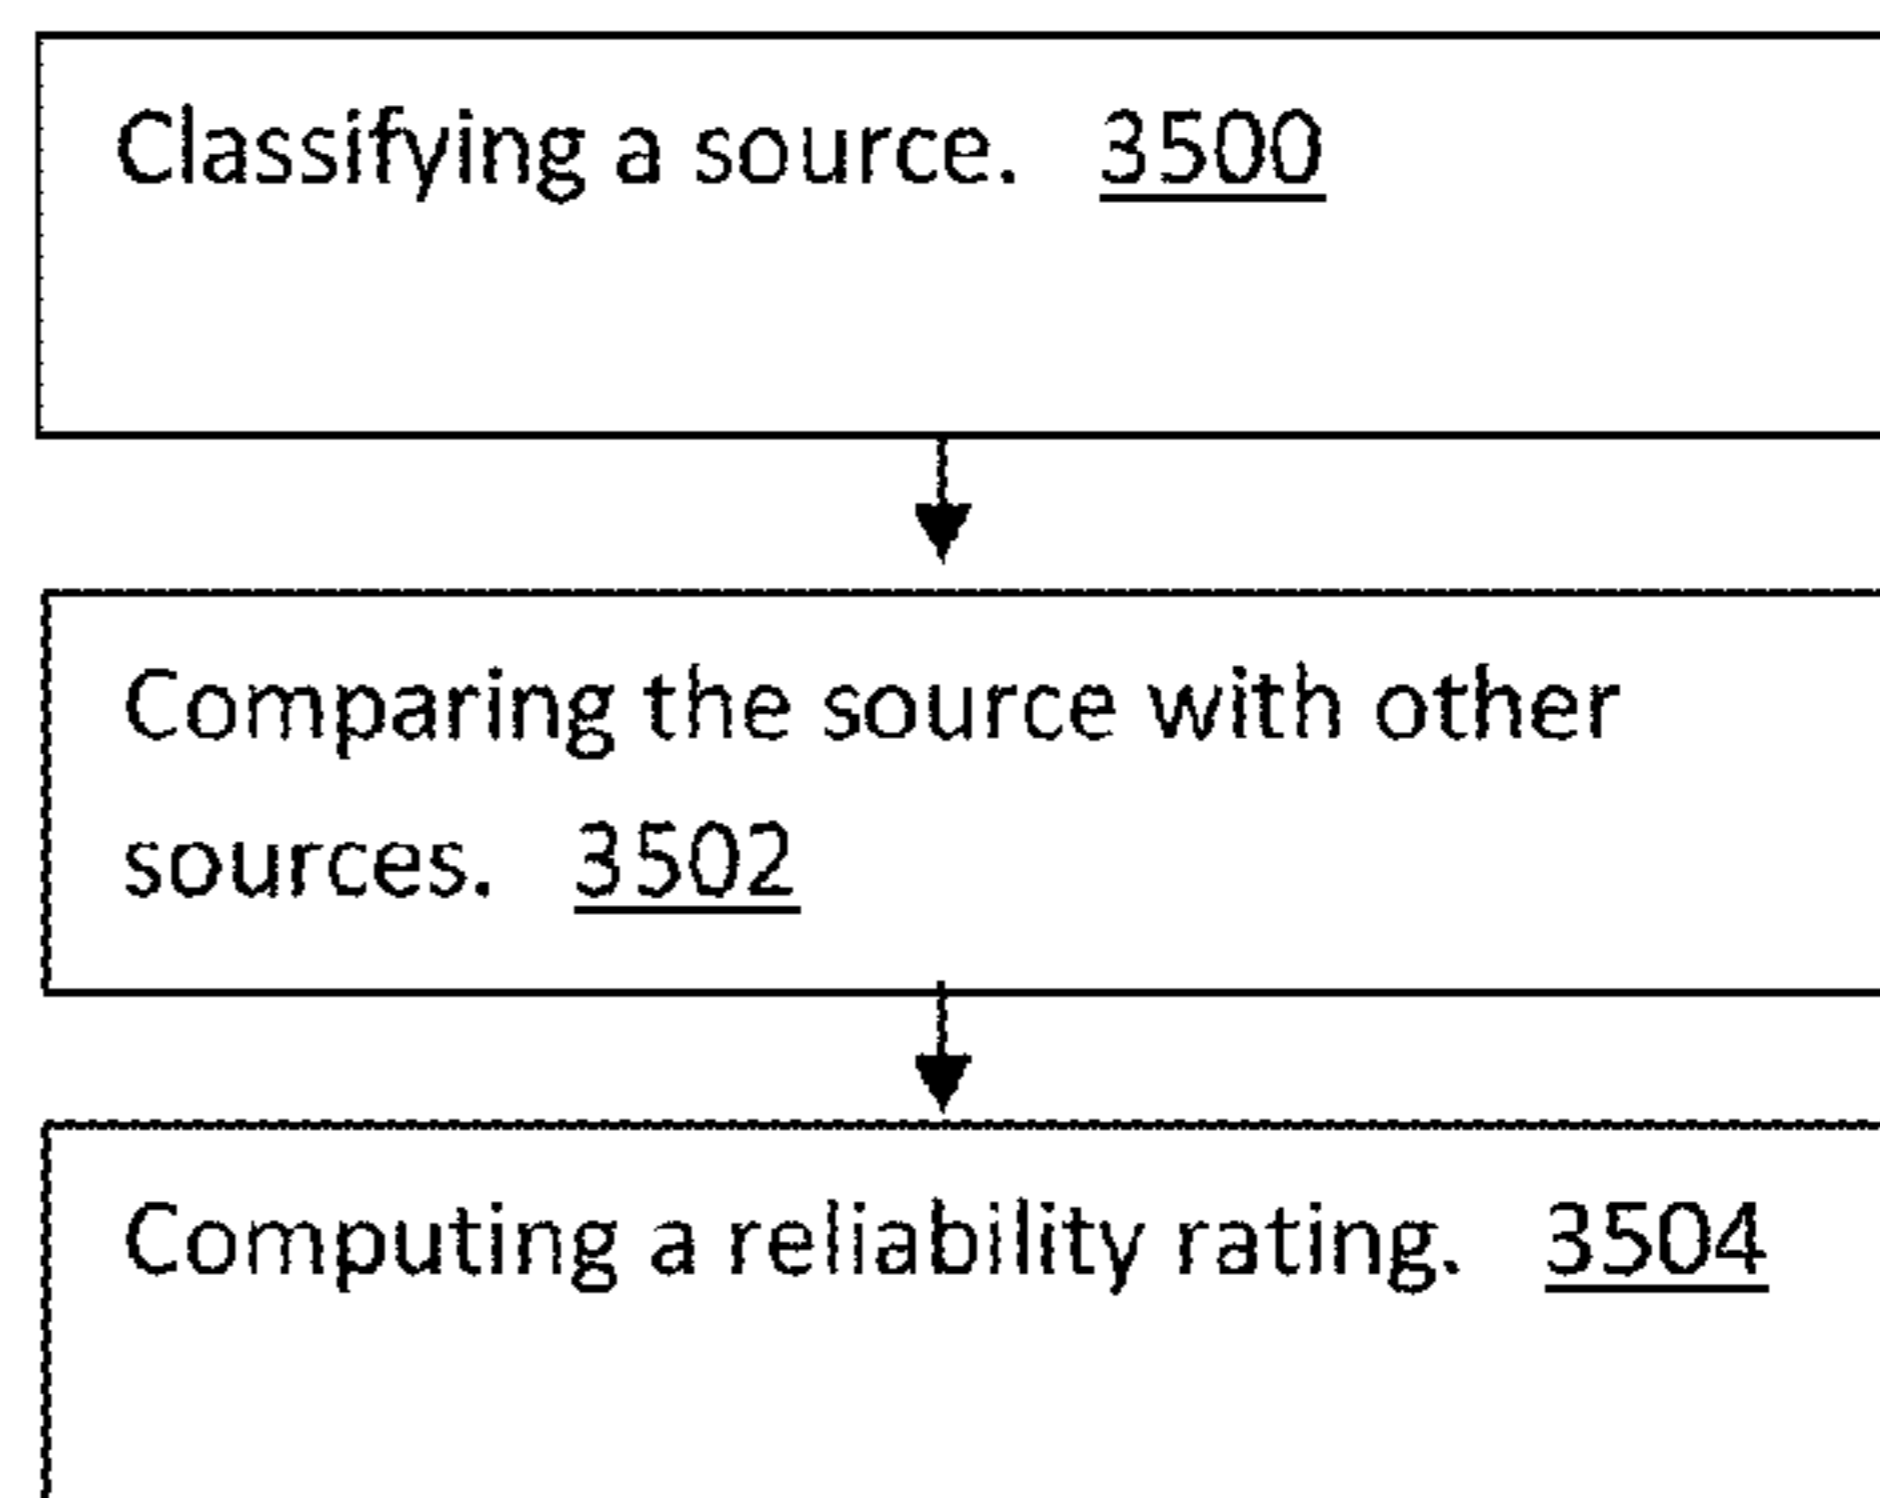 Classifying a source. 3500
Comparing the source with other
sources. 3502
Computing a reliability rating. 3504